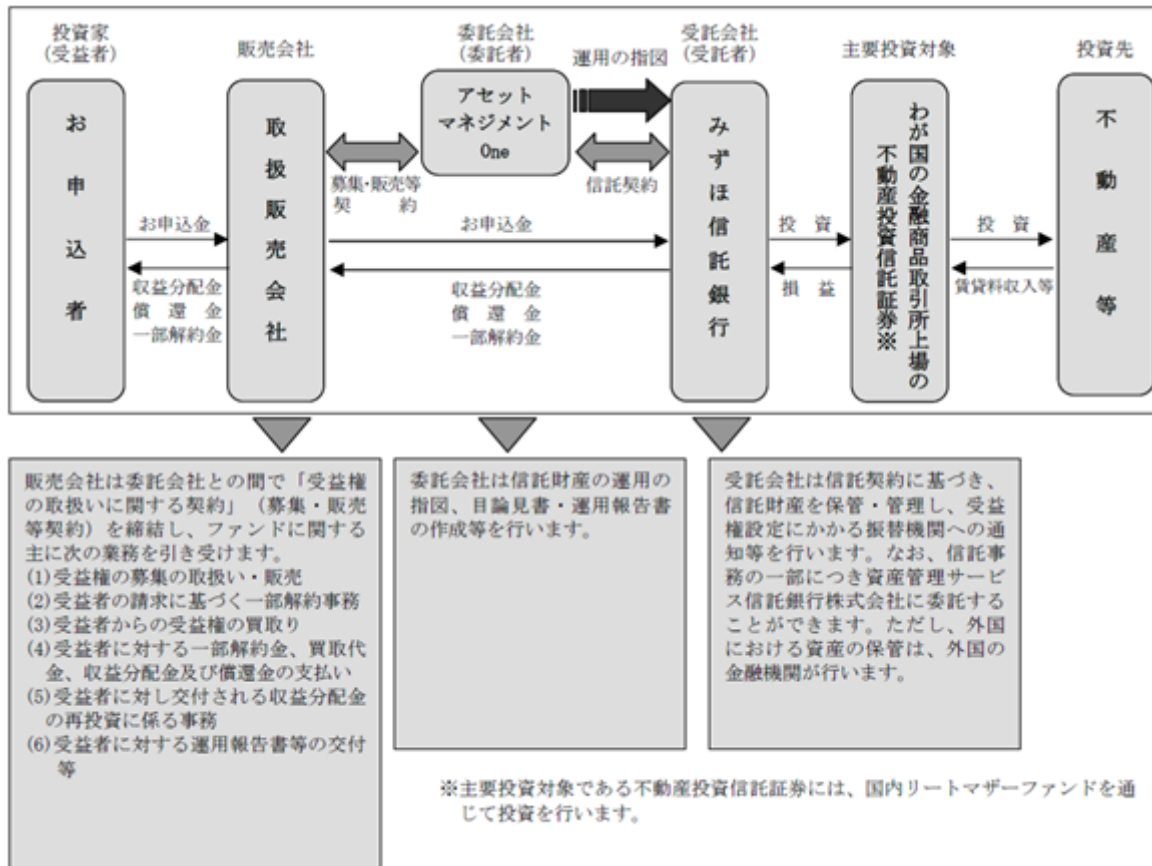 投資家
(受益者)
販売会社
委託会社
(委託者)
運用の指図
受託会社
(受託者)
主要投資対象
投資先
お申込者
取扱販売会社
アセット
マネジメント
One
みずほ信託銀行
わが国の金融商品取引所上場の
不動産投資信託証券※
不動産等
募集・販売等
契約
信託契約
お申込金
収益分配金
償還金
一部解約金
お申込金
収益分配金
償還金
一部解約金
投資
損益
投資
賃貸料収入等
販売会社は委託会社との間で「受益権
の取扱いに関する契約」（募集・販売
等契約）を締結し、ファンドに関する
主に次の業務を引き受けます。
(1)受益権の募集の取扱い・販売
(2)受益者の請求に基づく一部解約事務
(3)受益者からの受益権の買取り
(4)受益者に対する一部解約金、買取代
金、収益分配金及び償還金の支払い
(5)受益者に対し交付される収益分配金
の再投資に係る事務
(6)受益者に対する運用報告書等の交付
等
委託会社は信託財産の運用の
指図、目論見書・運用報告書
の作成等を行います。
受託会社は信託契約に基づき、
信託財産を保管・管理し、受益
権設定にかかる振替機関への通
知等を行います。なお、信託事
務の一部につき資産管理サービ
ス信託銀行株式会社に委託する
ことができます。ただし、外国
における資産の保管は、外国の
金融機関が行います。
※主要投資対象である不動産投資信託証券には、国内リートマザーファンドを通
じて投資を行います。